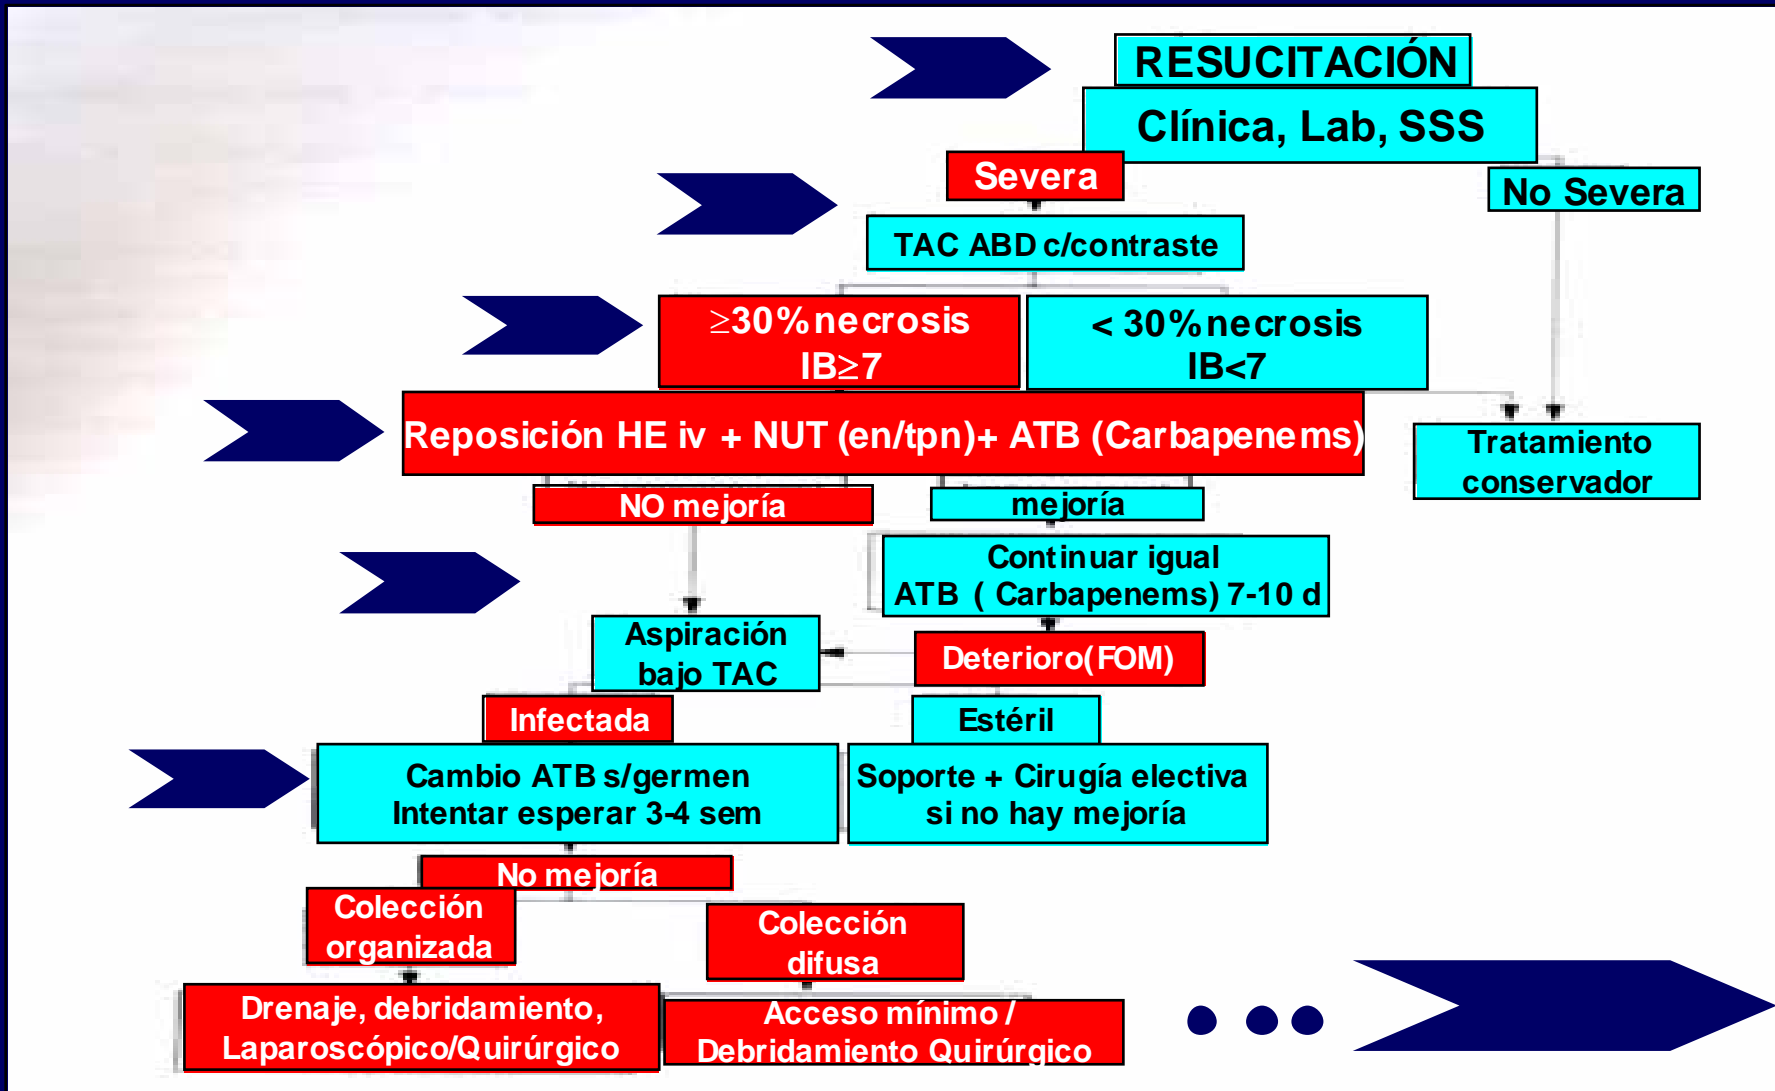 RESUCITACIÓN
Clínica, Lab, SSS
Severa
No Severa
TAC ABD c/contraste
≥30% necrosis
IB≥7
< 30% necrosis
IB<7
Reposición HE iv + NUT (en/tpn)+ ATB (Carbapenems)
Tratamiento
conservador
NO mejoría
mejoría
Continuar igual
ATB ( Carbapenems) 7-10 d
Aspiración
bajo TAC
Deterioro(FOM)
Infectada
Estéril
Cambio ATB s/germen
Intentar esperar 3-4 sem
Soporte + Cirugía electiva
si no hay mejoría
No mejoría
Colección
organizada
Colección
difusa
Drenaje, debridamiento,
Laparoscópico/Quirúrgico
Acceso mínimo /
Debridamiento Quirúrgico